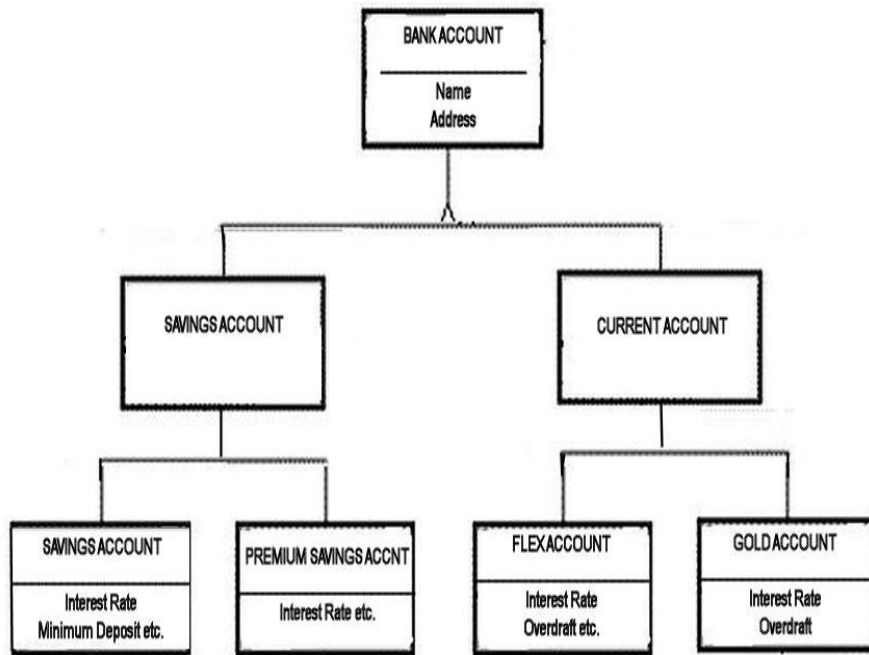 BANK ACCOUNT
Name
Address
SAVINGS ACCOUNT
CURRENT ACCOUNT
SAVINGS ACCOUNT
Interest Rate
Minimum Deposit etc.
PREMIUM SAVINGS ACCNT
Interest Rate etc.
FLEX ACCOUNT
Interest Rate
Overdraft etc.
GOLD ACCOUNT
Interest Rate
Overdraft